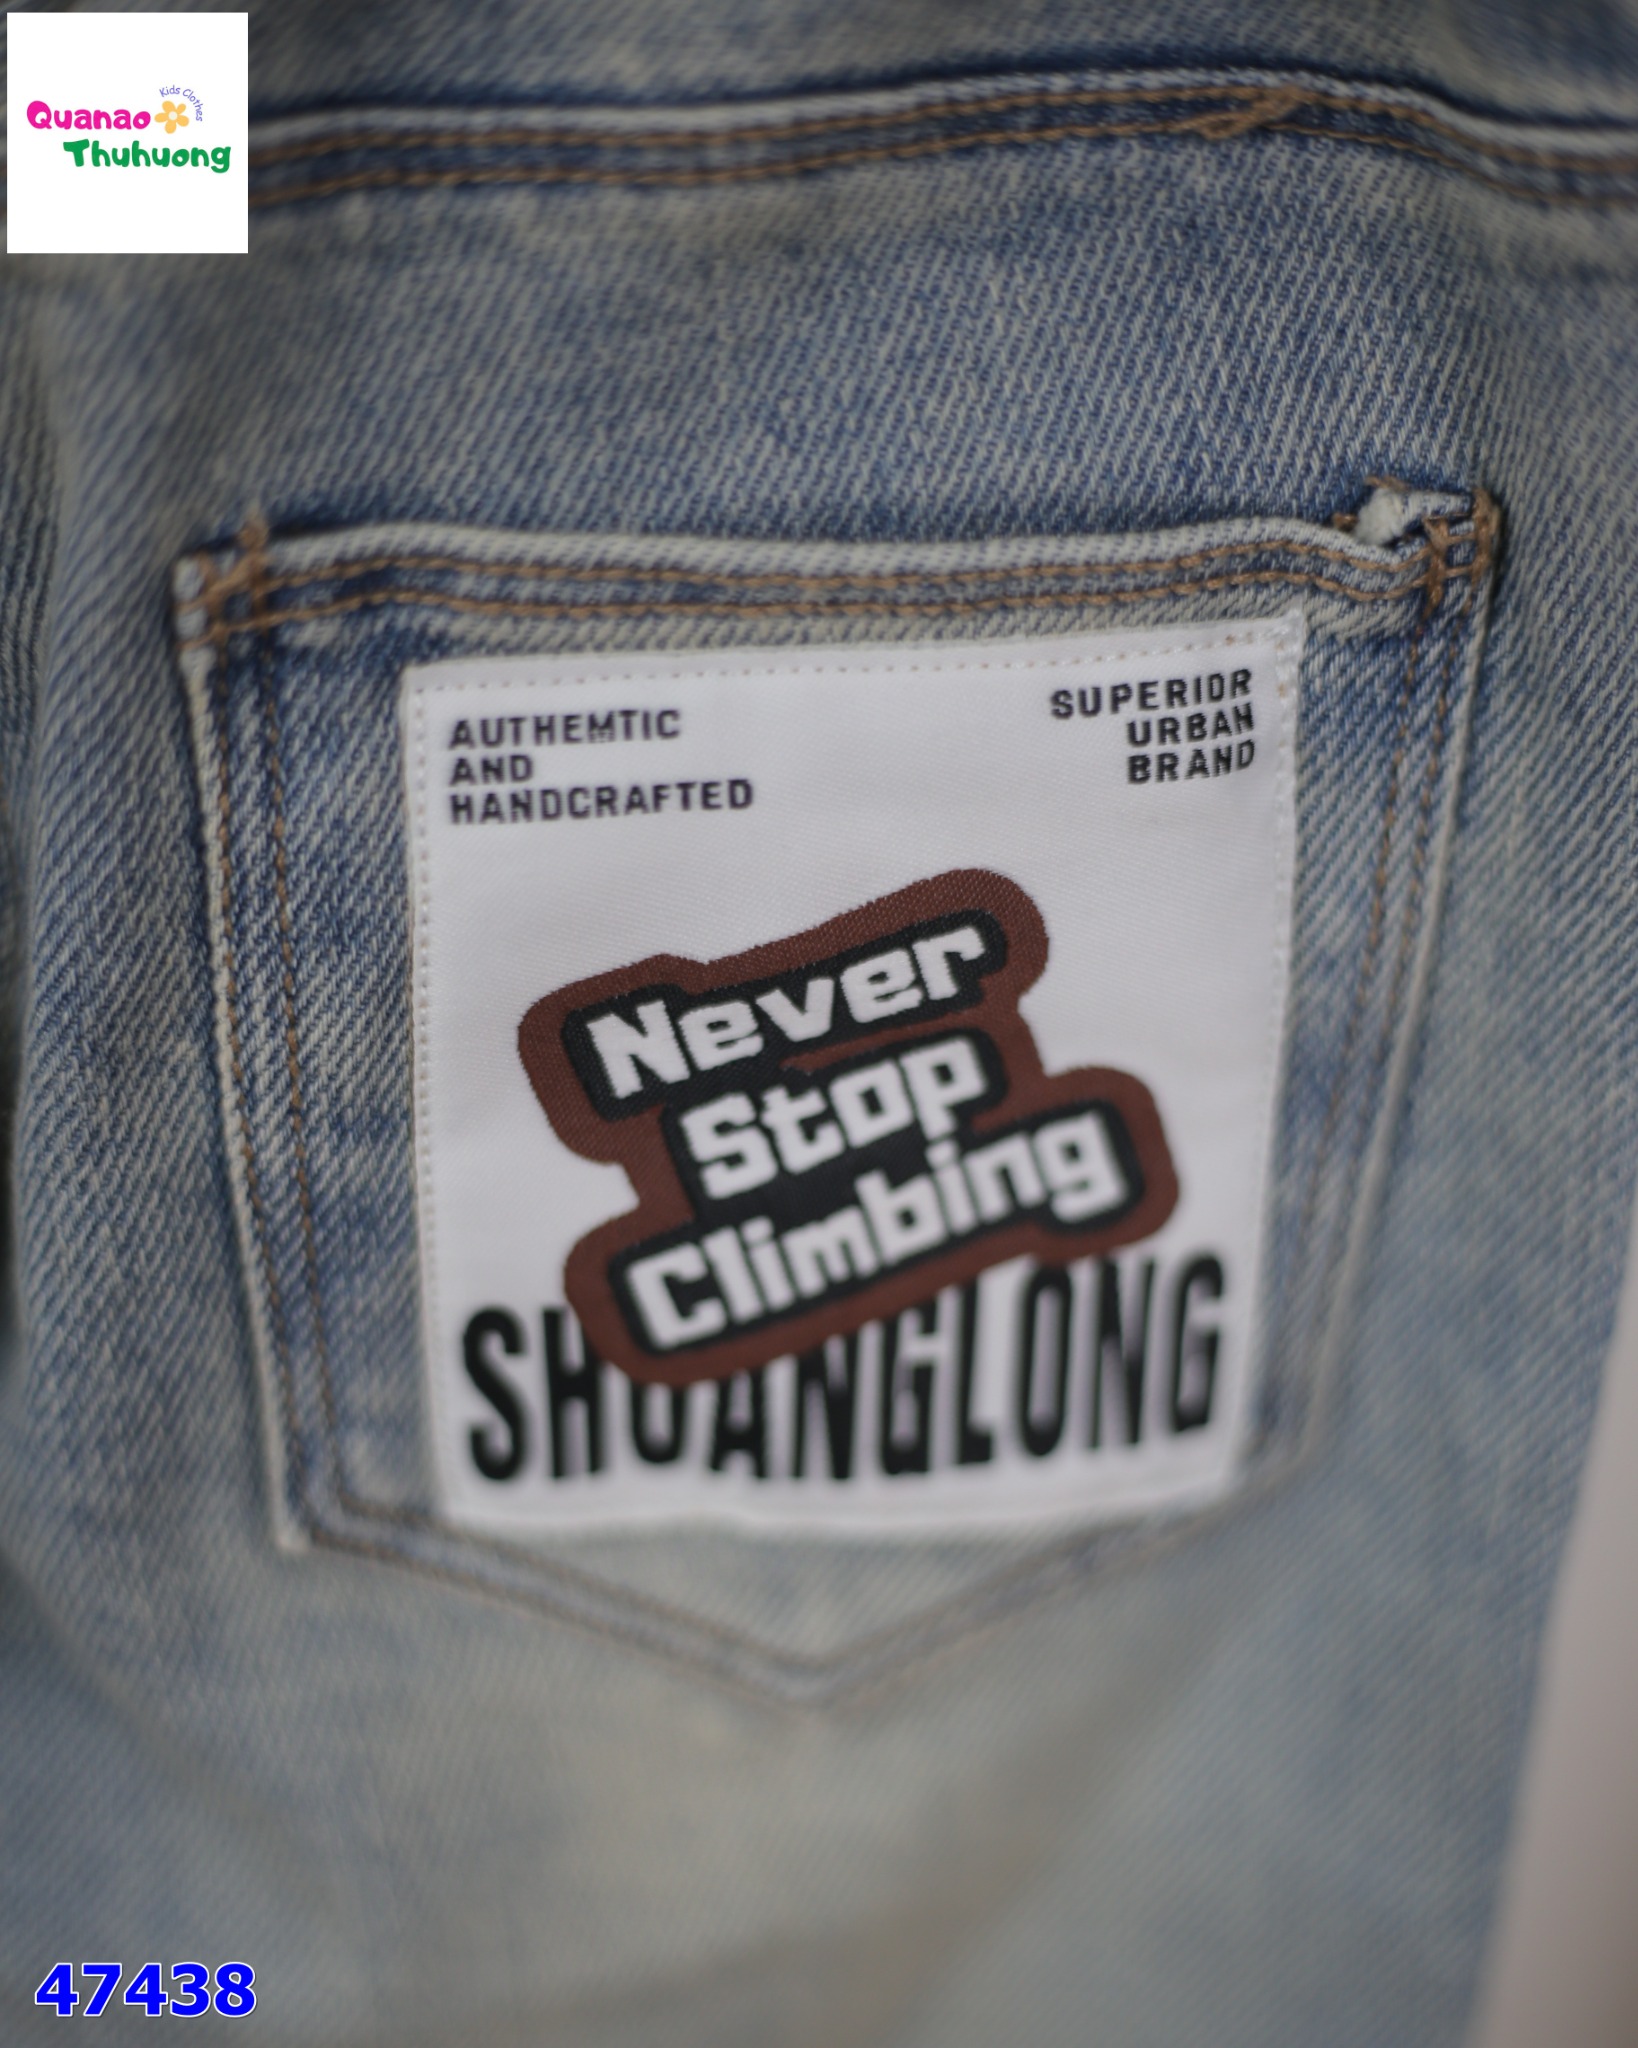 Kids Clothes
Quanao
Thuhuong
AUTHEMTIC
AND
HANDCRAFTED
SUPERIOR
URBAN
BRAND
Never
Stop
Climbing
SHUANGLONG
47438